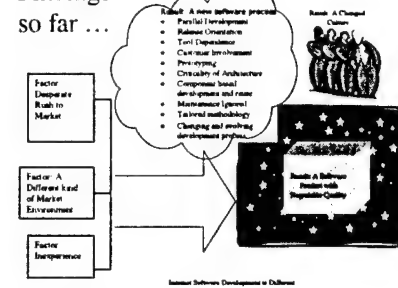 so far ...
Result: A new software process
Parallel Development
Release Orientation
Tool Dependence
Customer Involvement
Prototyping
Criticality of Architecture
Component based
development and reuse
Maintenance Ignored
Tailored methodology
Changing and evolving
development process
Result: A Changed
Culture
Factor
Desperate
Rush to
Market
Factor: A
Different kind
of Market
Environment
Factor
Inexperience
Result: A Software
Product with
Negotiable Quality
Internet Software Development is Different